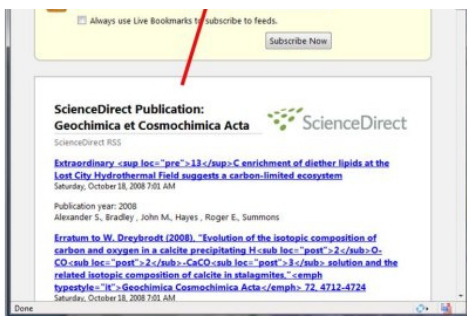 Always use Live Bookmarks to subscribe to feeds.
Subscribe Now
ScienceDirect Publication:
Geochimica et Cosmochimica Acta
ScienceDirect
ScienceDirect RSS
Extraordinary <sup loc="pre">13</sup>C enrichment of diether lipids at the
Lost City Hydrothermal Field suggests a carbon-limited ecosystem
Saturday, October 18, 2008 7:01 AM
Publication year: 2008
Alexander S., Bradley , John M., Hayes , Roger E., Summons
Erratum to W. Dreybrodt (2008), "Evolution of the isotopic composition of
carbon and oxygen in a calcite precipitating H<sub loc="post">2</sub>O-
CO<sub loc="post">2</sub>-CaCO<sub loc="post">3</sub> solution and the
related isotopic composition of calcite in stalagmites,"<emph
typestyle="it">Geochimica Cosmochimica Acta</emph> 72, 4712-4724
Saturday, October 18, 2008 7:01 AM
Done